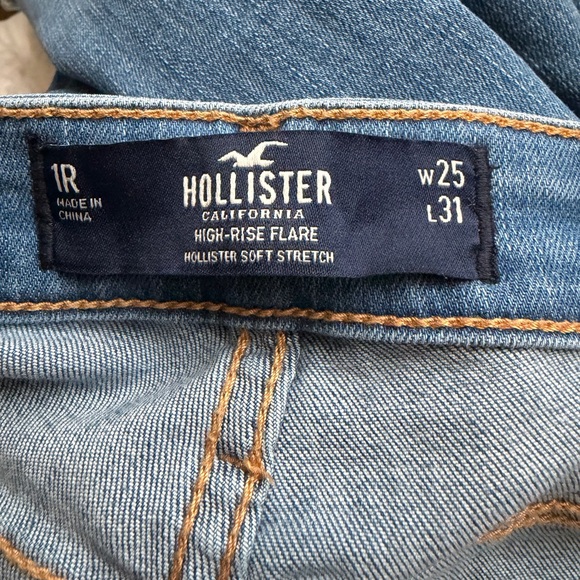 1R
MADE IN
CHINA
HOLLISTER
CALIFORNIA
HIGH-RISE FLARE
HOLLISTER SOFT STRETCH
W25
L31